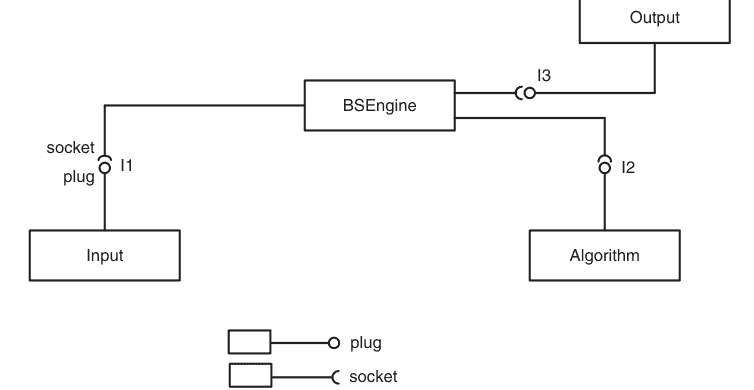 Output
I3
BSEngine
socket
plug
I1
I2
Input
Algorithm
plug
socket